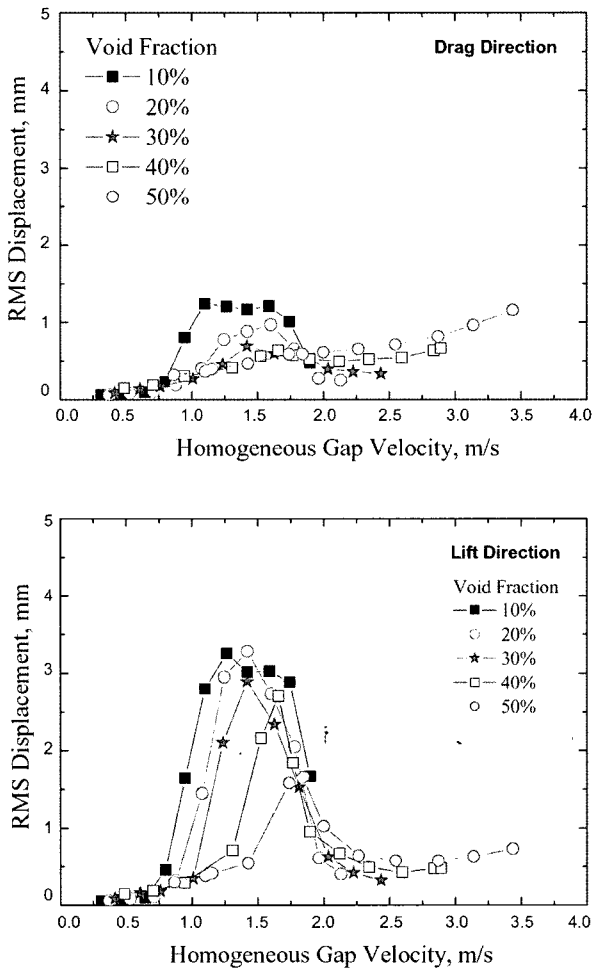 5
Void Fraction
Drag Direction
10%
4
20%
30%
3
40%
50%
2
1
0
RMS Displacement, mm
0.0 0.5 1.0 1.5 2.0 2.5 3.0 3.5 4.0
Homogeneous Gap Velocity, m/s
5
Lift Direction
Void Fraction
4
10%
20%
30%
3
40%
50%
2
1
0
RMS Displacement, mm
0.0 0.5 1.0 1.5 2.0 2.5 3.0 3.5 4.0
Homogeneous Gap Velocity, m/s